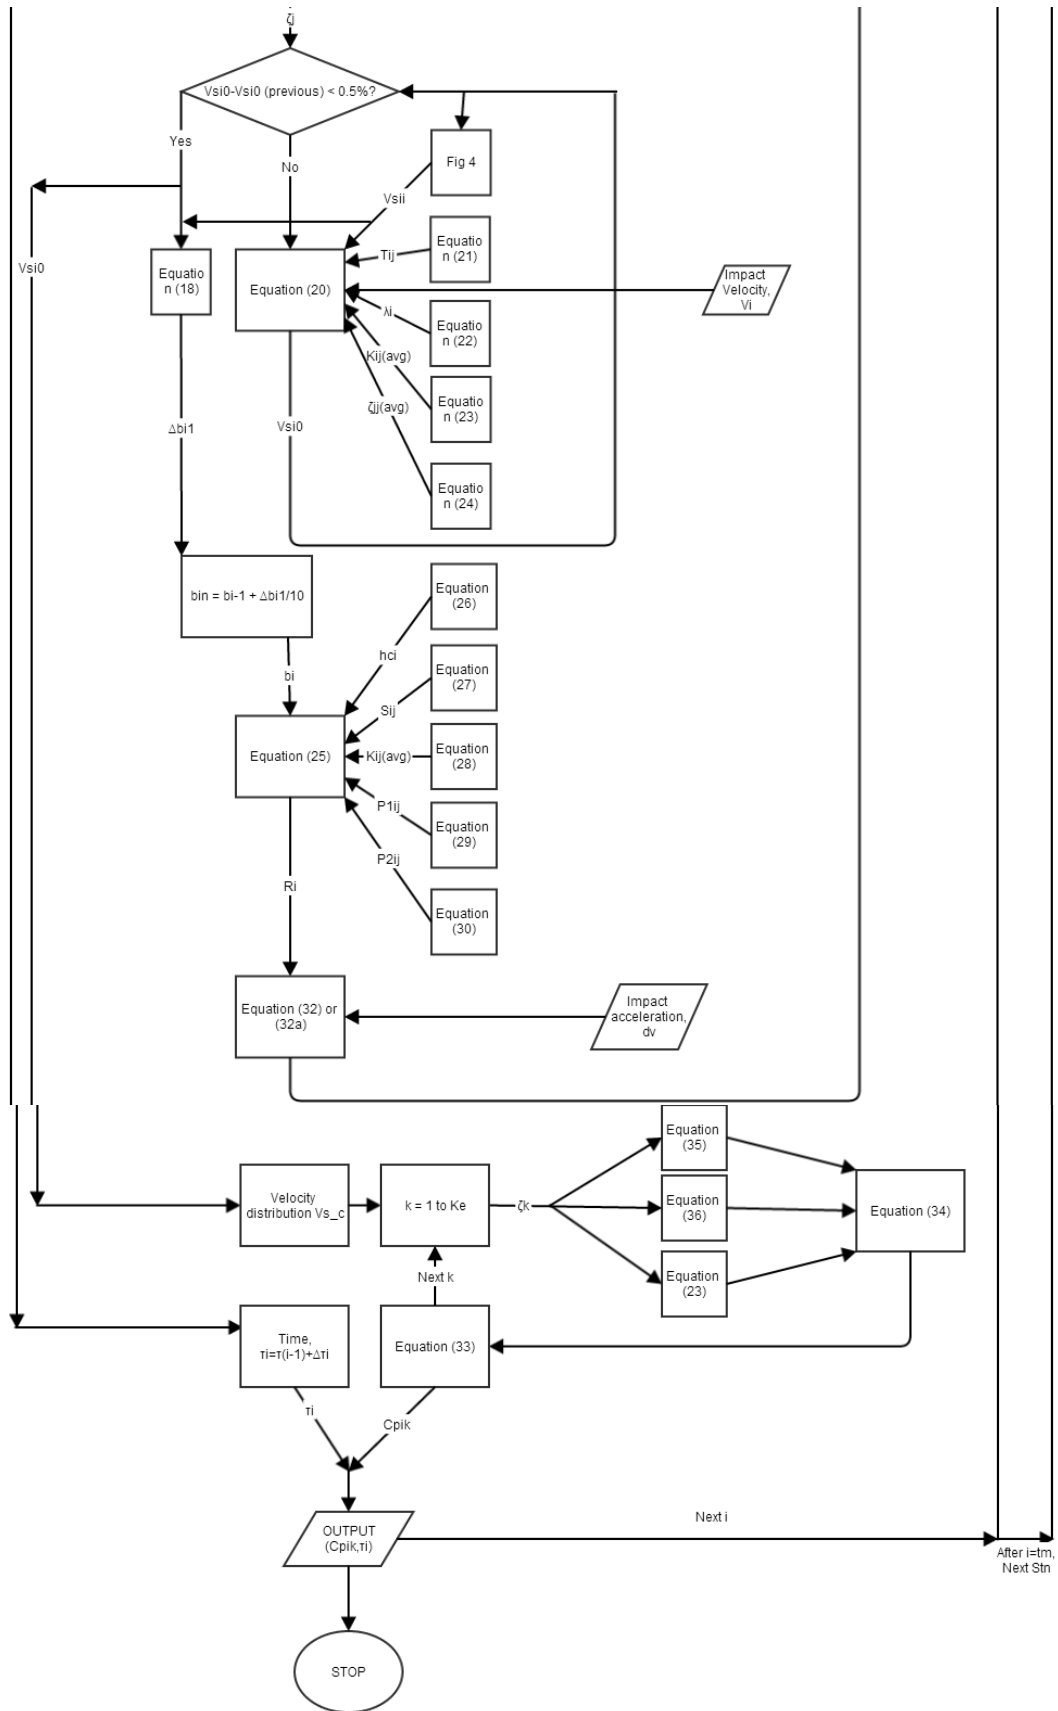 ζj
Vsi0-Vsi0 (previous) < 0.5%?
Yes
No
Fig 4
Vsii
Vsi0
Equatio
n (18)
Equation (20)
Tij
Equatio
n (21)
Impact
Velocity,
Vi
λi
Equatio
n (22)
Kij(avg)
Equatio
n (23)
ζjj(avg)
Δbi1
Vsi0
Equatio
n (24)
bin = bi-1 + Δbi1/10
Equation
(26)
hci
bi
Equation
(27)
Sij
Equation (25)
Kij(avg)
Equation
(28)
P1ij
Equation
(29)
P2ij
Ri
Equation
(30)
Equation (32) or
(32a)
Impact
acceleration,
dv
Equation
(35)
Velocity
distribution Vs_c
k = 1 to Ke
ζk
Equation
(36)
Equation (34)
Next k
Equation
(23)
Time,
τi=τ(i-1)+Δτi
Equation (33)
τi
Cpik
OUTPUT
(Cpik,τi)
Next i
After i=tm,
Next Stn
STOP